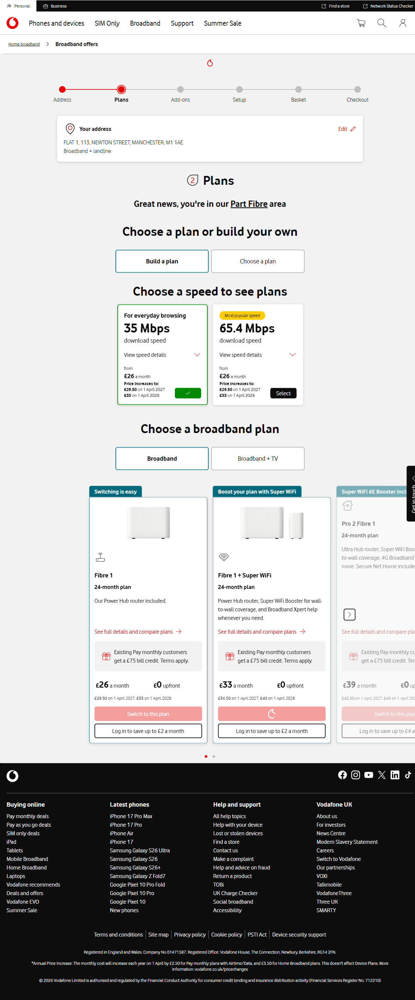 Personal
Business
Find a store
Network Status Checker
Phones and devices
SIM Only
Broadband
Support
Summer Sale
Home broadband
Broadband offers
Address
Plans
Add-ons
Setup
Basket
Checkout
Your address
Edit
FLAT 1, 113, NEWTON STREET, MANCHESTER, M1 1AE
Broadband + landline
2 Plans
Great news, you're in our Part Fibre area
Choose a plan or build your own
Build a plan
Choose a plan
Choose a speed to see plans
For everyday browsing
35 Mbps
download speed
View speed details
from
£26 a month
Price increases to:
£29.50 on 1 April 2027
£33 on 1 April 2028
Most popular speed
65.4 Mbps
download speed
View speed details
from
£26 a month
Price increases to:
£29.50 on 1 April 2027
£33 on 1 April 2028
Select
Choose a broadband plan
Broadband
Broadband + TV
Get in touch
Switching is easy
Fibre 1
24-month plan
Our Power Hub router included.
See full details and compare plans
Existing Pay monthly customers
get a £75 bill credit. Terms apply.
£26 a month
£0 upfront
£29.50 on 1 April 2027, £33 on 1 April 2028
Switch to this plan
Log in to save up to £2 a month
Boost your plan with Super WiFi
Fibre 1 + Super WiFi
24-month plan
Power Hub router, Super WiFi Booster for wall-
to-wall coverage, and Broadband Xpert help
whenever you need.
See full details and compare plans
Existing Pay monthly customers
get a £75 bill credit. Terms apply.
£33 a month
£0 upfront
£36.50 on 1 April 2027, £40 on 1 April 2028
Log in to save up to £2 a month
Super WiFi 6E Booster
Pro 2 Fibre 1
24-month plan
Ultra Hub router, Super WiFi
to-wall coverage, 4G Broadband
more. Secure Net Home
See full details and compare
Existing Pay monthly
get a £75 bill credit.
£39 a month
£0
£42.50 on 1 April 2027, £46 on 1 April
Switch to this plan
Log in to save up to £4 a
Buying online
Pay monthly deals
Pay as you go deals
SIM only deals
iPad
Tablets
Mobile Broadband
Home Broadband
Laptops
Vodafone recommends
Deals and offers
Vodafone EVO
Summer Sale
Latest phones
iPhone 17 Pro Max
iPhone 17 Pro
iPhone Air
iPhone 17
Samsung Galaxy S26 Ultra
Samsung Galaxy S26
Samsung Galaxy S26+
Samsung Galaxy Z Fold7
Google Pixel 10 Pro Fold
Google Pixel 10 Pro
Google Pixel 10
New phones
Help and support
All help topics
Help with your device
Lost or stolen devices
Find a store
Contact us
Make a complaint
Help and advice on fraud
Return a product
TOBi
UK Charge Checker
Social broadband
Accessibility
Vodafone UK
About us
For investors
News Centre
Modern Slavery Statement
Careers
Switch to Vodafone
Our partnerships
VOXI
Talkmobile
VodafoneThree
Three UK
SMARTY
Terms and conditions
Site map
Privacy policy
Cookie policy
PSTI Act
Device security support
Registered in England and Wales. Company No 01471587. Registered Office: Vodafone House, The Connection, Newbury, Berkshire, RG14 2FN.
*Annual Price Increase: The monthly cost will increase each year on 1 April by £2.50 for Pay monthly plans with Airtime/Data, and £3.50 for Home Broadband plans. This doesn't affect Device Plans. More
information: vodafone.co.uk/pricechanges
© 2026 Vodafone Limited is authorised and regulated by the Financial Conduct Authority for consumer credit lending and insurance distribution activity (Financial Services Register No. 712210)